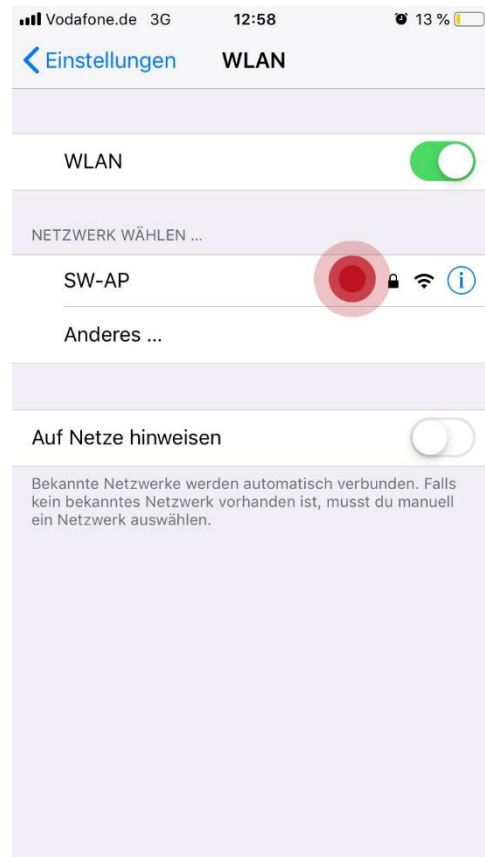 Vodafone.de 3G 12:58 13 %
Einstellungen WLAN
WLAN
NETZWERK WÄHLEN ...
SW-AP
Anderes ...
Auf Netze hinweisen
Bekannte Netzwerke werden automatisch verbunden. Falls
kein bekanntes Netzwerk vorhanden ist, musst du manuell
ein Netzwerk auswählen.